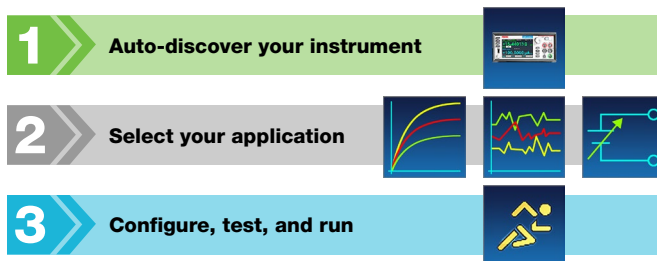 1 Auto-discover your instrument
2 Select your application
3 Configure, test, and run